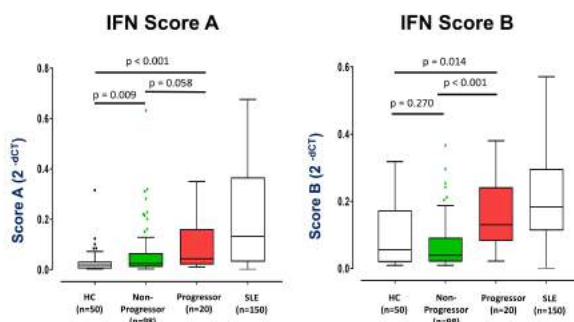 IFN Score A
IFN Score B
p < 0.001
p = 0.058
p = 0.009
p = 0.014
p < 0.001
p = 0.270
Score A (2 -dCT)
0.8
0.6
0.4
0.2
0.0
Score B (2 -dCT)
0.6
0.4
0.2
0.0
HC
(n=50)
Non-
Progressor
(n=98)
Progressor
(n=20)
SLE
(n=150)
HC
(n=50)
Non-
Progressor
(n=98)
Progressor
(n=20)
SLE
(n=150)